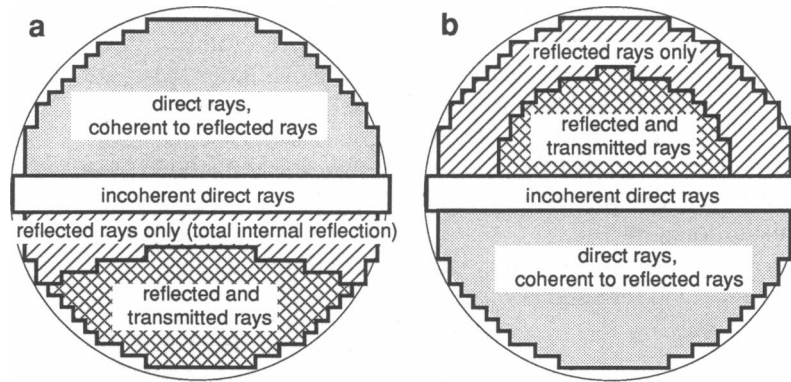 a
direct rays,
coherent to reflected rays
incoherent direct rays
reflected rays only (total internal reflection)
reflected and
transmitted rays
b
reflected rays only
reflected and
transmitted rays
incoherent direct rays
direct rays,
coherent to reflected rays